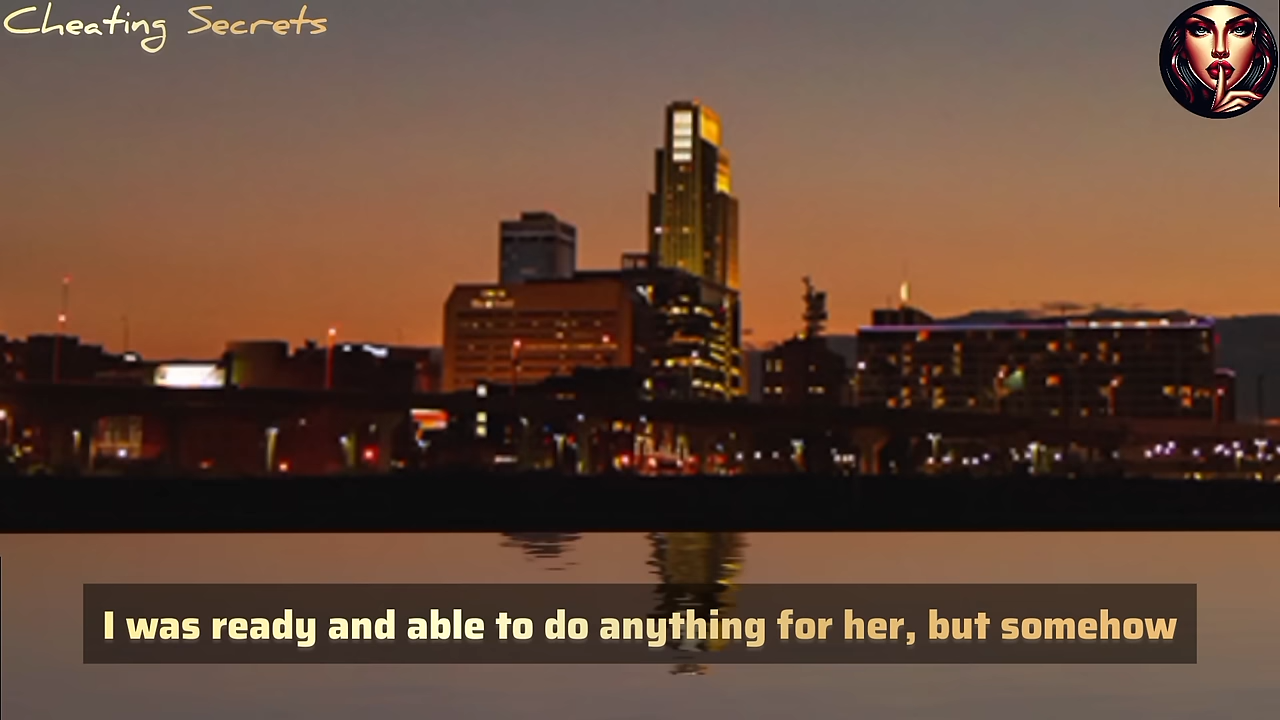 Cheating Secrets
I was ready and able to do anything for her, but somehow